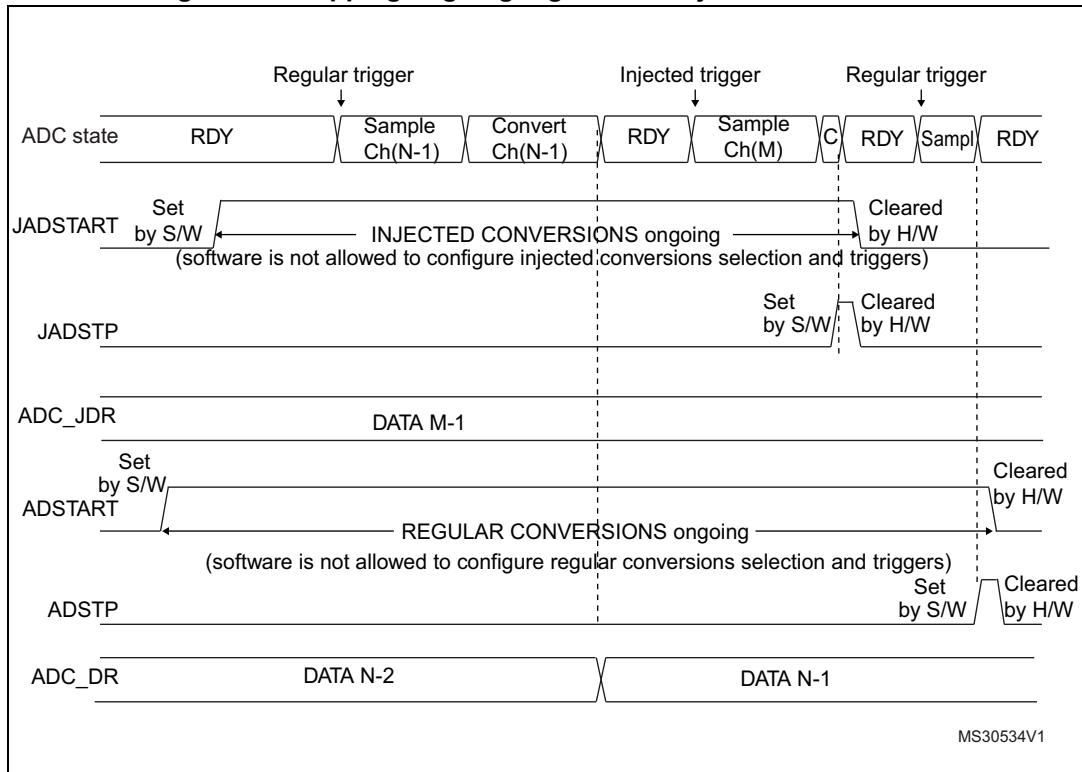 Regular trigger Injected trigger Regular trigger
ADC state RDY Sample Ch(N-1) Convert Ch(N-1) RDY Sample Ch(M) C RDY Sampl RDY
JADSTART Set by S/W INJECTED CONVERSIONS ongoing Cleared by H/W
(software is not allowed to configure injected conversions selection and triggers)
JADSTP Set by S/W Cleared by H/W
ADC_JDR DATA M-1
ADSTART Set by S/W REGULAR CONVERSIONS ongoing Cleared by H/W
(software is not allowed to configure regular conversions selection and triggers)
ADSTP Set by S/W Cleared by H/W
ADC_DR DATA N-2 DATA N-1
MS30534V1